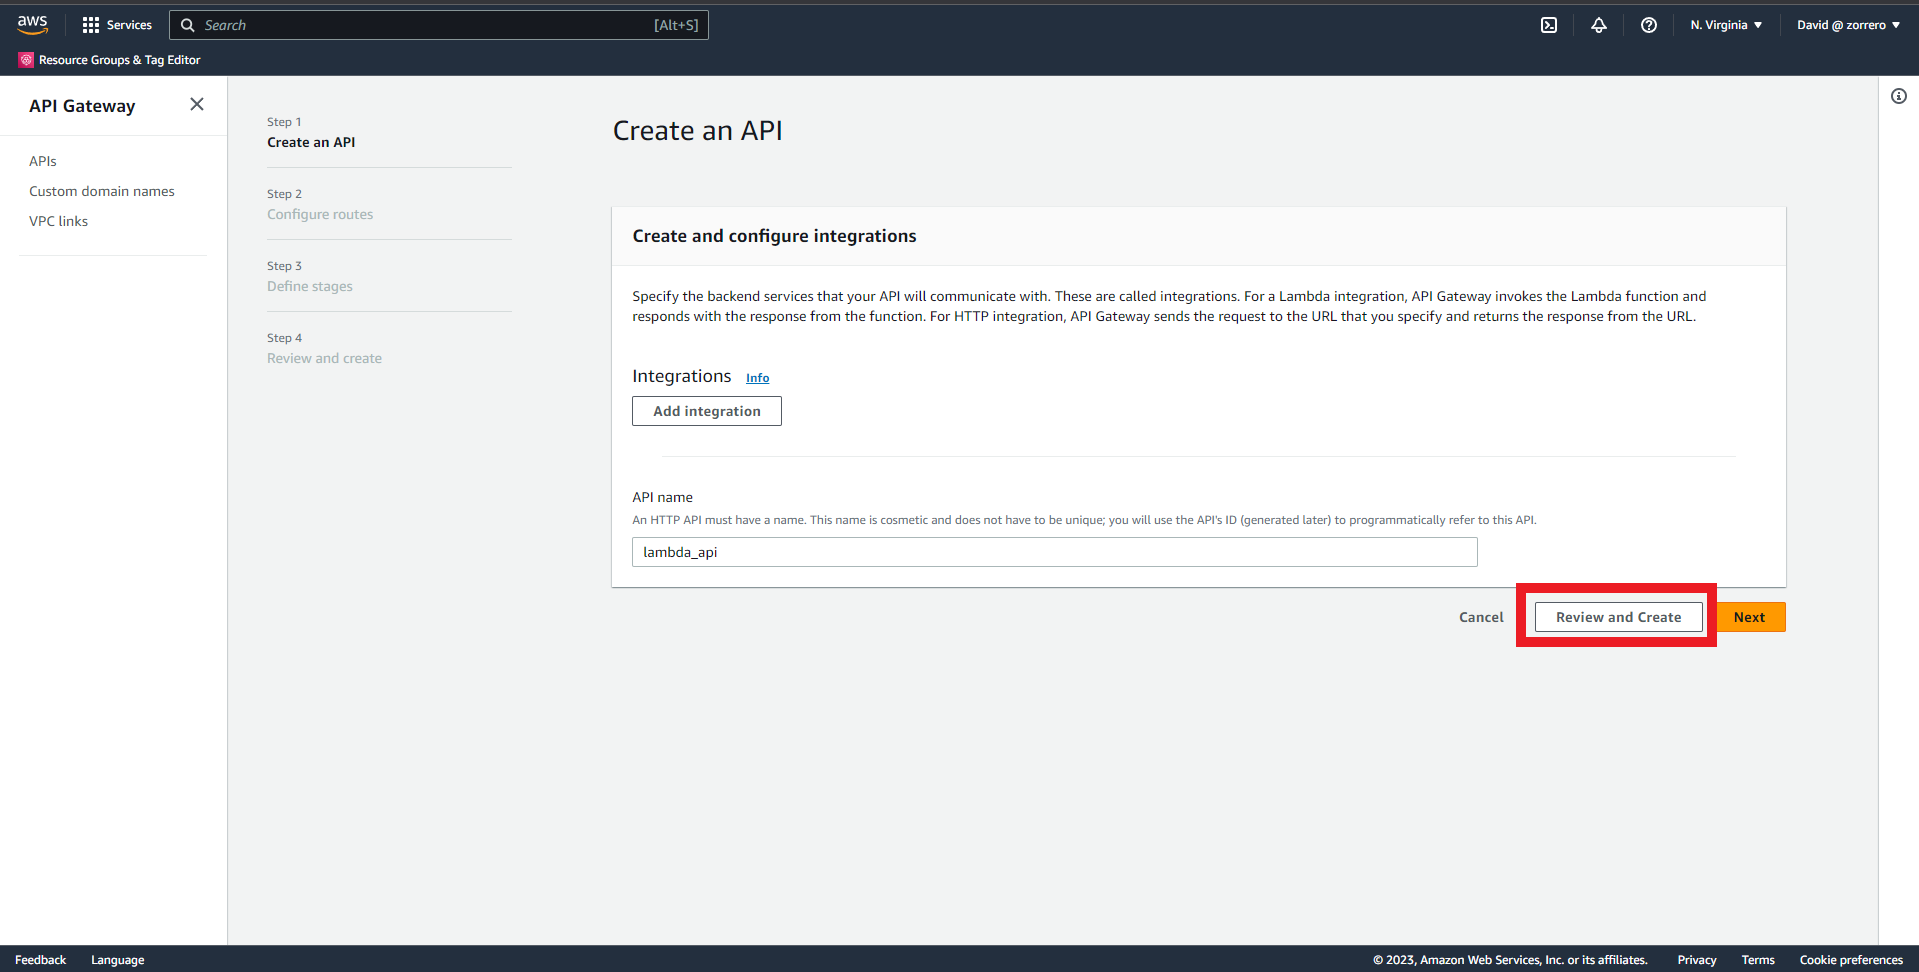 aws
Services
Search
[Alt+S]
N. Virginia
David @ zorrero
Resource Groups & Tag Editor
API Gateway
APIs
Custom domain names
VPC links
Step 1
Create an API
Step 2
Configure routes
Step 3
Define stages
Step 4
Review and create
Create an API
Create and configure integrations
Specify the backend services that your API will communicate with. These are called integrations. For a Lambda integration, API Gateway invokes the Lambda function and
responds with the response from the function. For HTTP integration, API Gateway sends the request to the URL that you specify and returns the response from the URL.
Integrations Info
Add integration
API name
An HTTP API must have a name. This name is cosmetic and does not have to be unique; you will use the API's ID (generated later) to programmatically refer to this API.
lambda_api
Cancel
Review and Create
Next
Feedback
Language
© 2023, Amazon Web Services, Inc. or its affiliates.
Privacy
Terms
Cookie preferences